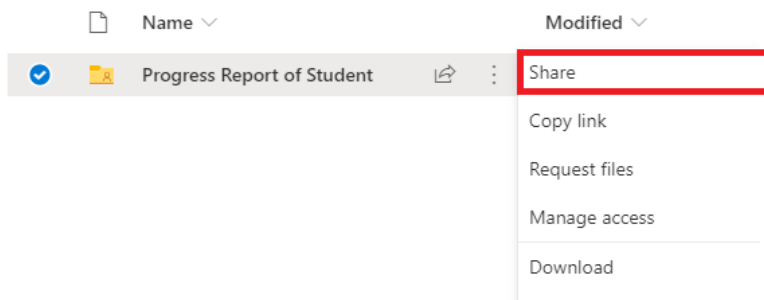 Name Modified
Progress Report of Student Share
Copy link
Request files
Manage access
Download